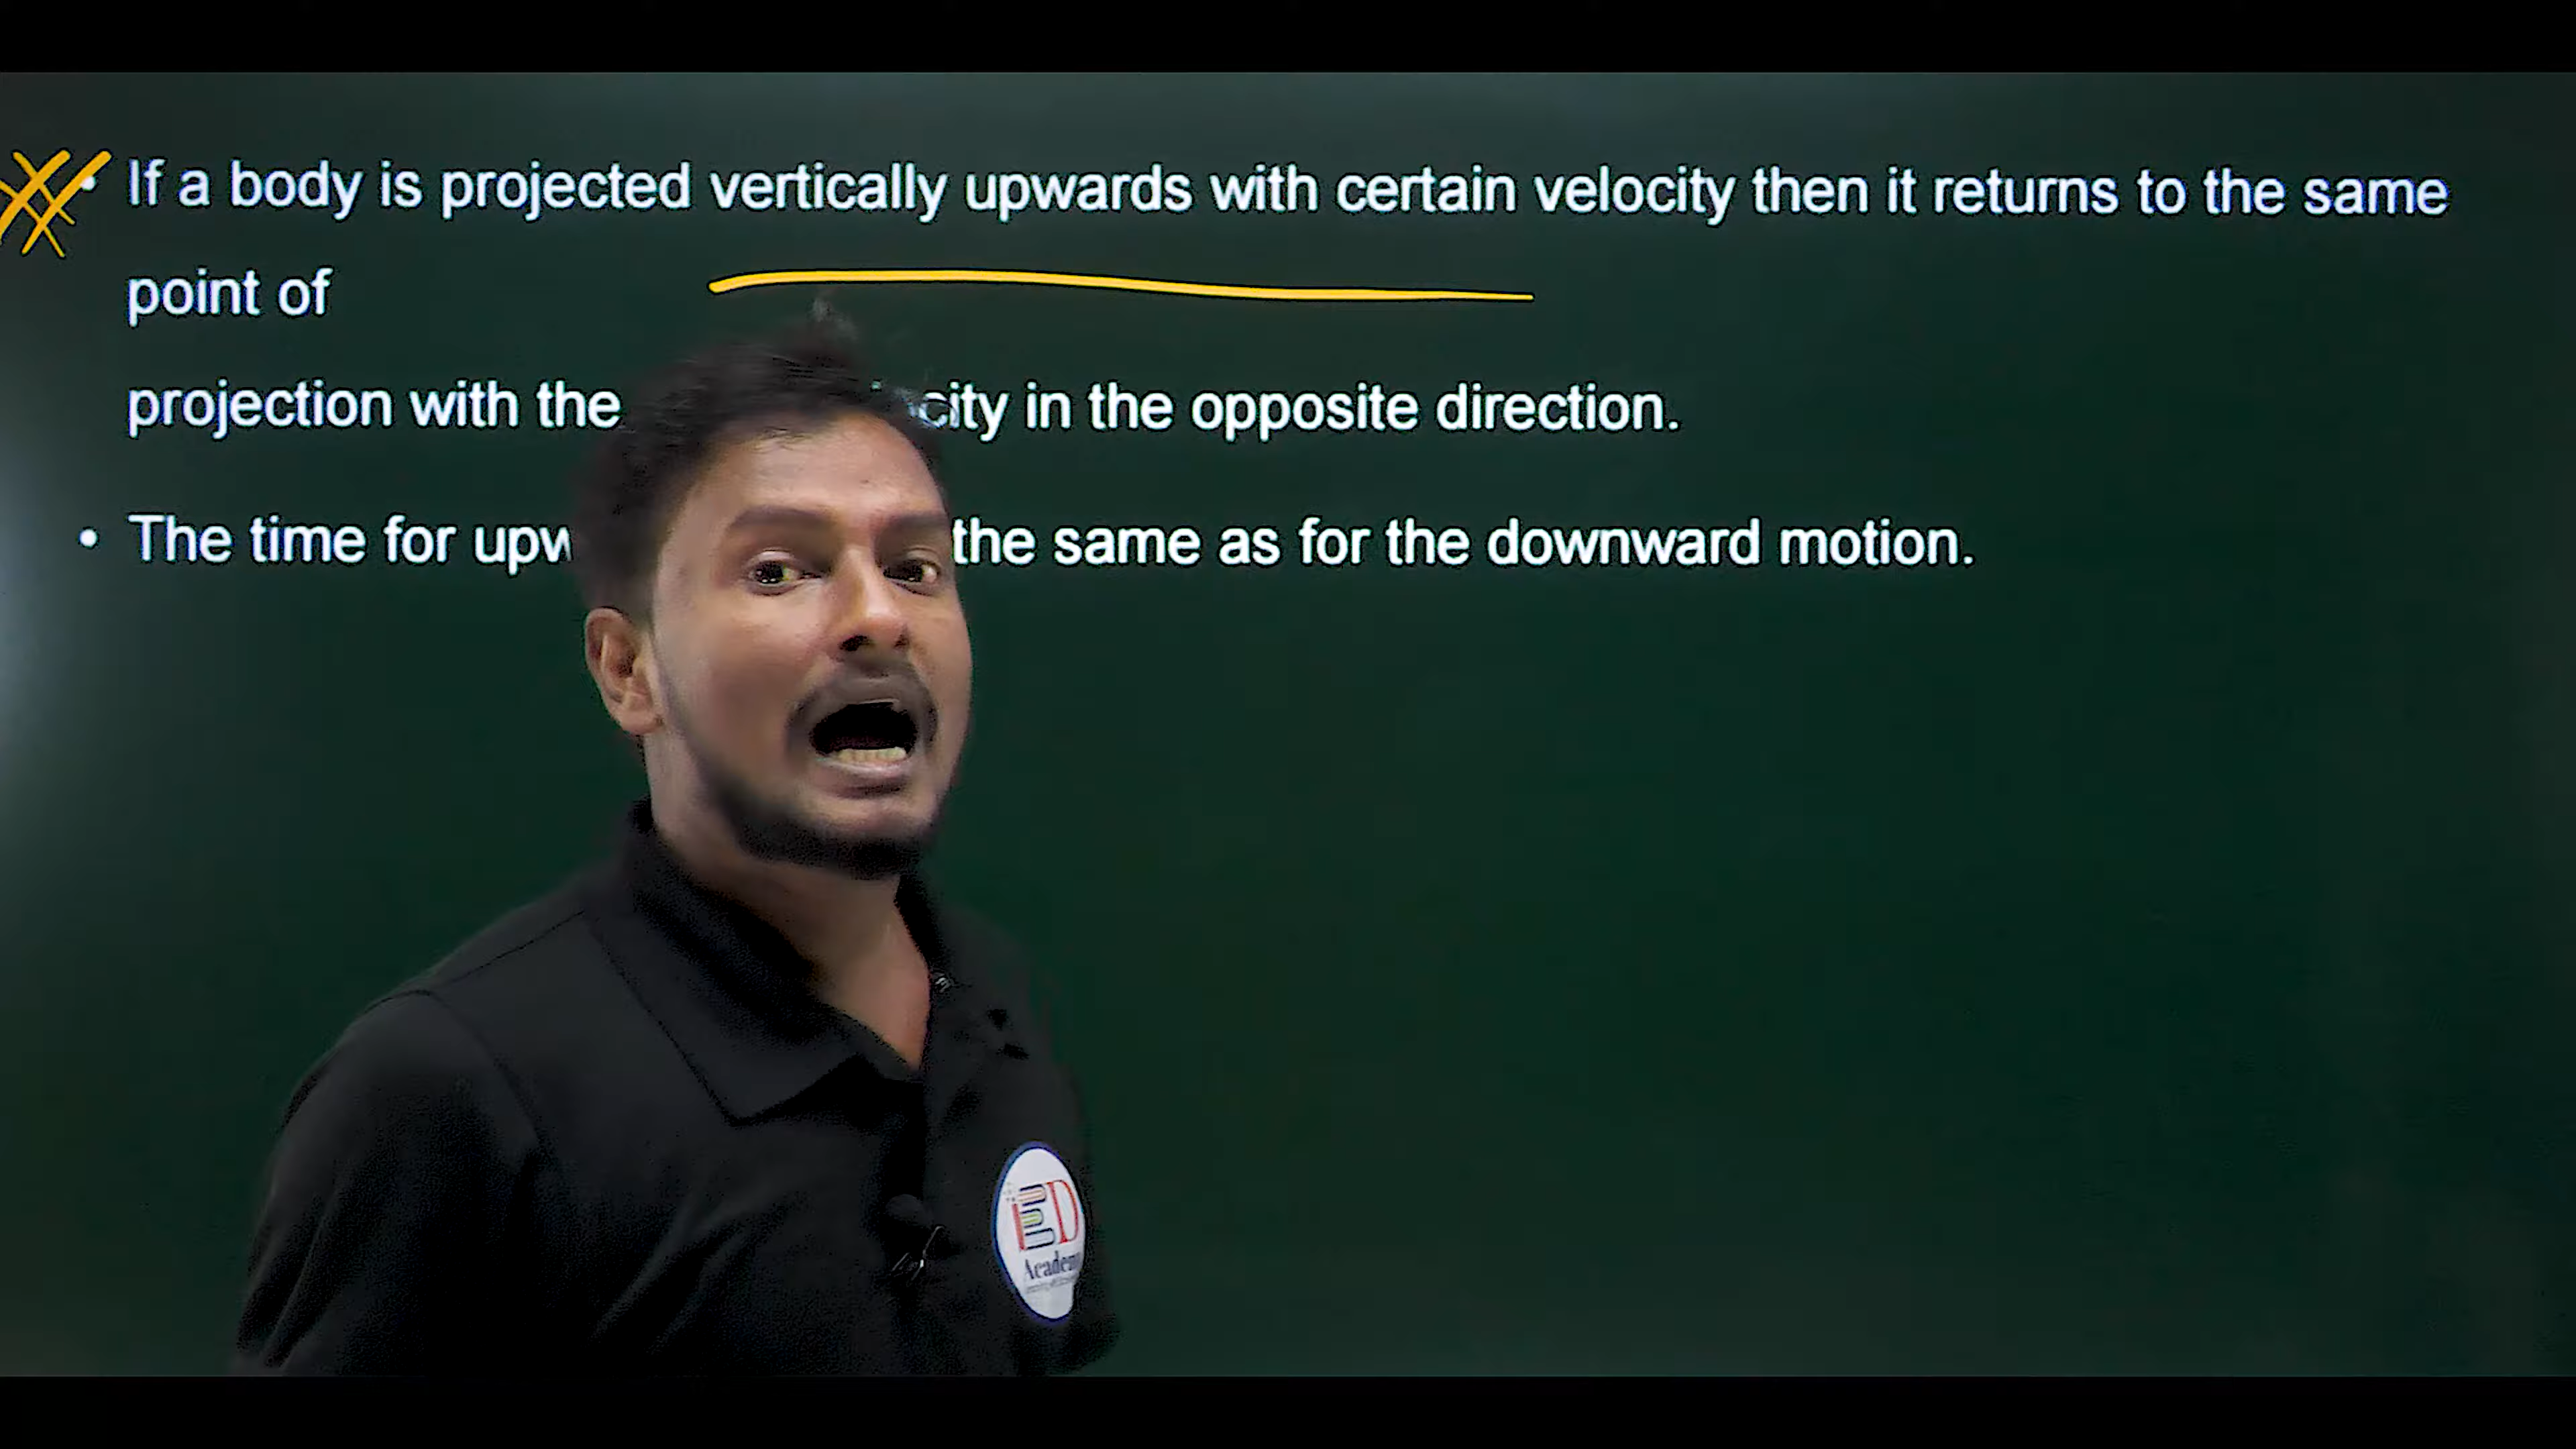 • If a body is projected vertically upwards with certain velocity then it returns to the same
point of
projection with the city in the opposite direction.
• The time for upw the same as for the downward motion.
ED
Academy